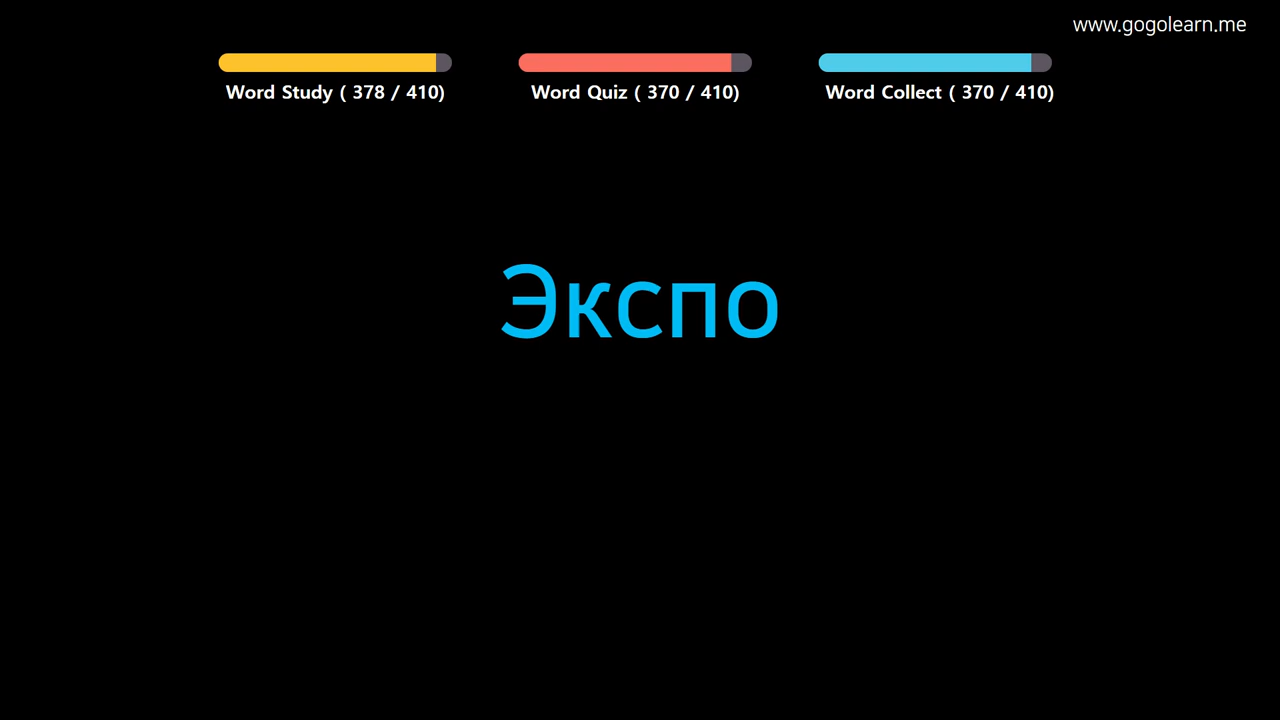 www.gogolearn.me
Word Study ( 378 / 410)
Word Quiz ( 370 / 410)
Word Collect ( 370 / 410)
Экспо